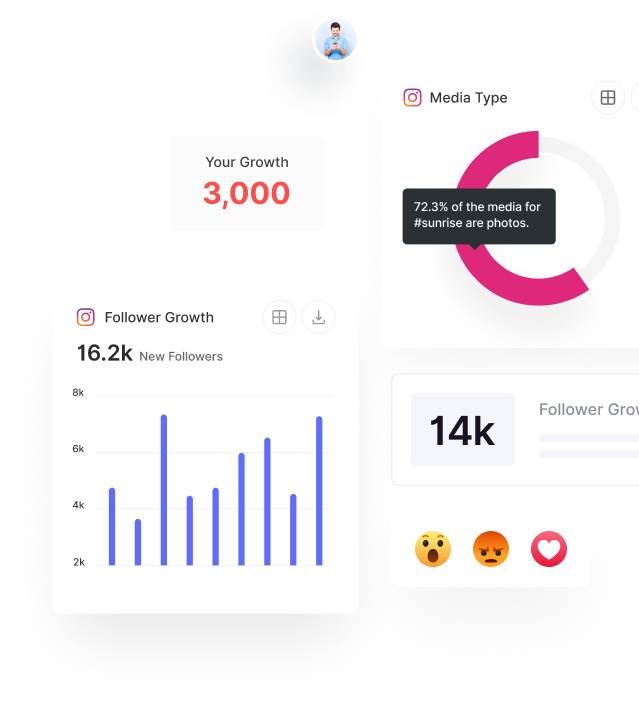 Media Type
72.3% of the media for
#sunrise are photos.
Your Growth
3,000
Follower Growth
16.2k New Followers
8k
6k
4k
2k
14k
Follower